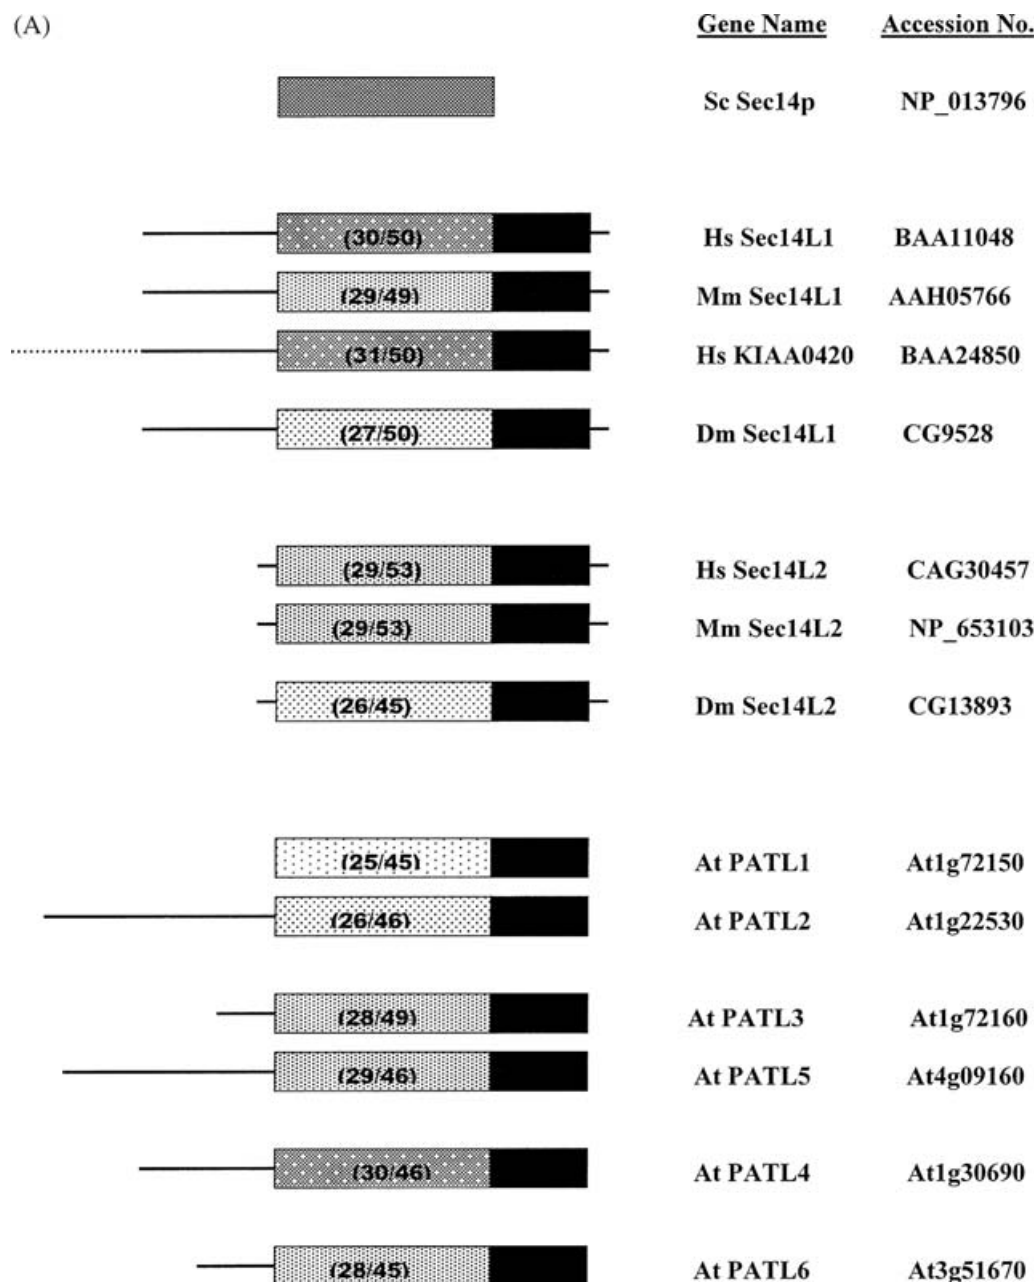 (A) Gene Name Accession No.
Sc Sec14p NP_013796
(30/50) Hs Sec14L1 BAA11048
(29/49) Mm Sec14L1 AAH05766
(31/50) Hs KIAA0420 BAA24850
(27/50) Dm Sec14L1 CG9528
(29/53) Hs Sec14L2 CAG30457
(29/53) Mm Sec14L2 NP_653103
(26/45) Dm Sec14L2 CG13893
(25/45) At PATL1 At1g72150
(26/46) At PATL2 At1g22530
(28/49) At PATL3 At1g72160
(29/46) At PATL5 At4g09160
(30/46) At PATL4 At1g30690
(28/45) At PATL6 At3g51670